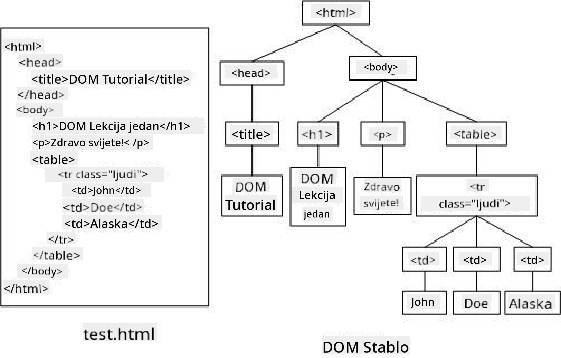 <html>
<head>
<title>DOM Tutorial</title>
</head>
<body>
<h1>DOM Lekcija jedan</h1>
<p>Zdravo svijete!< /p>
<table>
<tr class="ljudi">
<td>John</td>
<td>Doe</td>
<td>Alaska</td>
</tr>
</table>
</body>
</html>
test.html
<html>
<head>
<body>
<title>
<h1>
<p>
<table>
DOM
Tutorial
DOM
Lekcija
jedan
Zdravo
svijete!
<tr
class="ljudi">
<td>
<td>
<td>
John
Doe
Alaska
DOM Stablo